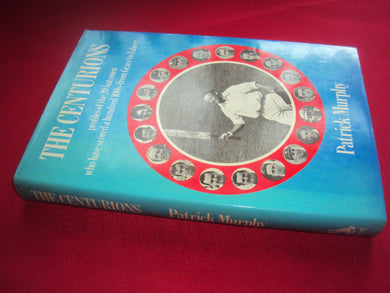 THE CENTURIONS
profiles of the 20 batsmen
who have scored a hundred 100s-from Grace to Zaheer
Patrick Murphy
THE CENTURIONS
Patrick Murphy